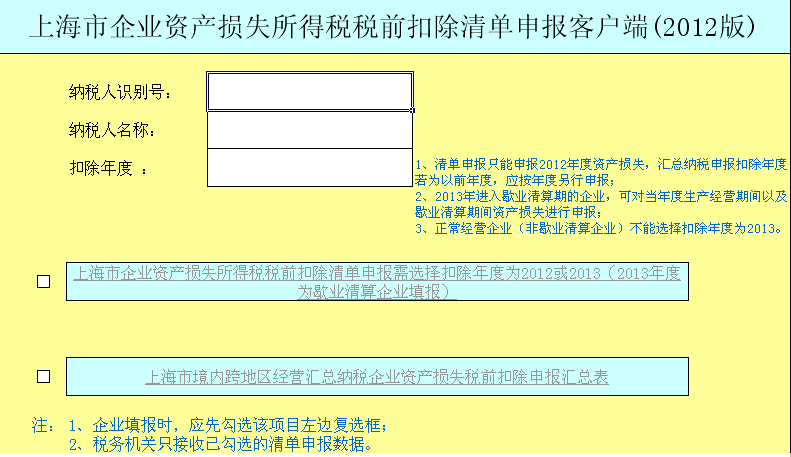 上海市企业资产损失所得税税前扣除清单申报客户端(2012版)
纳税人识别号：
纳税人名称：
扣除年度 ：
1、清单申报只能申报2012年度资产损失，汇总纳税申报扣除年度
若为以前年度，应按年度另行申报；
2、2013年进入歇业清算期的企业，可对当年度生产经营期间以及
歇业清算期间资产损失进行申报；
3、正常经营企业（非歇业清算企业）不能选择扣除年度为2013。
上海市企业资产损失所得税税前扣除清单申报需选择扣除年度为2012或2013（2013年度
为歇业清算企业填报）
上海市境内跨地区经营汇总纳税企业资产损失税前扣除申报汇总表
注： 1、企业填报时，应先勾选该项目左边复选框；
2、税务机关只接收已勾选的清单申报数据。